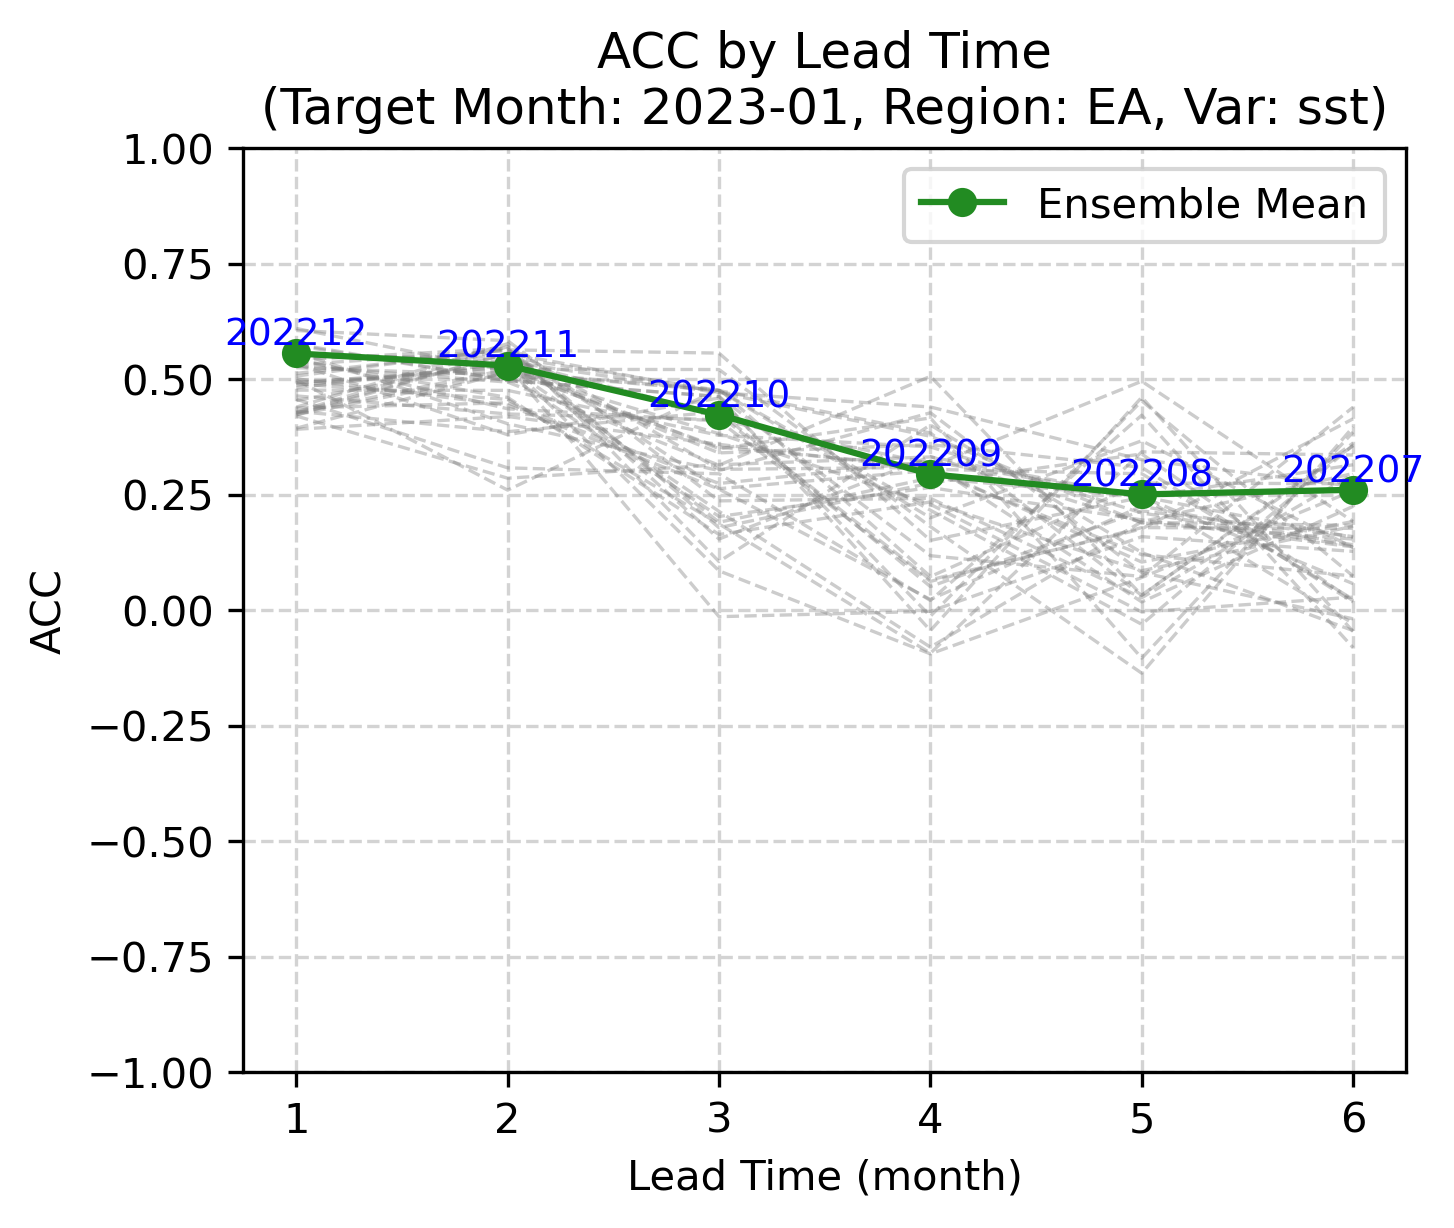 ACC by Lead Time
(Target Month: 2023-01, Region: EA, Var: sst)
1.00
0.75
0.50
0.25
0.00
−0.25
−0.50
−0.75
−1.00
ACC
Ensemble Mean
202212
202211
202210
202209
202208
202207
1 2 3 4 5 6
Lead Time (month)